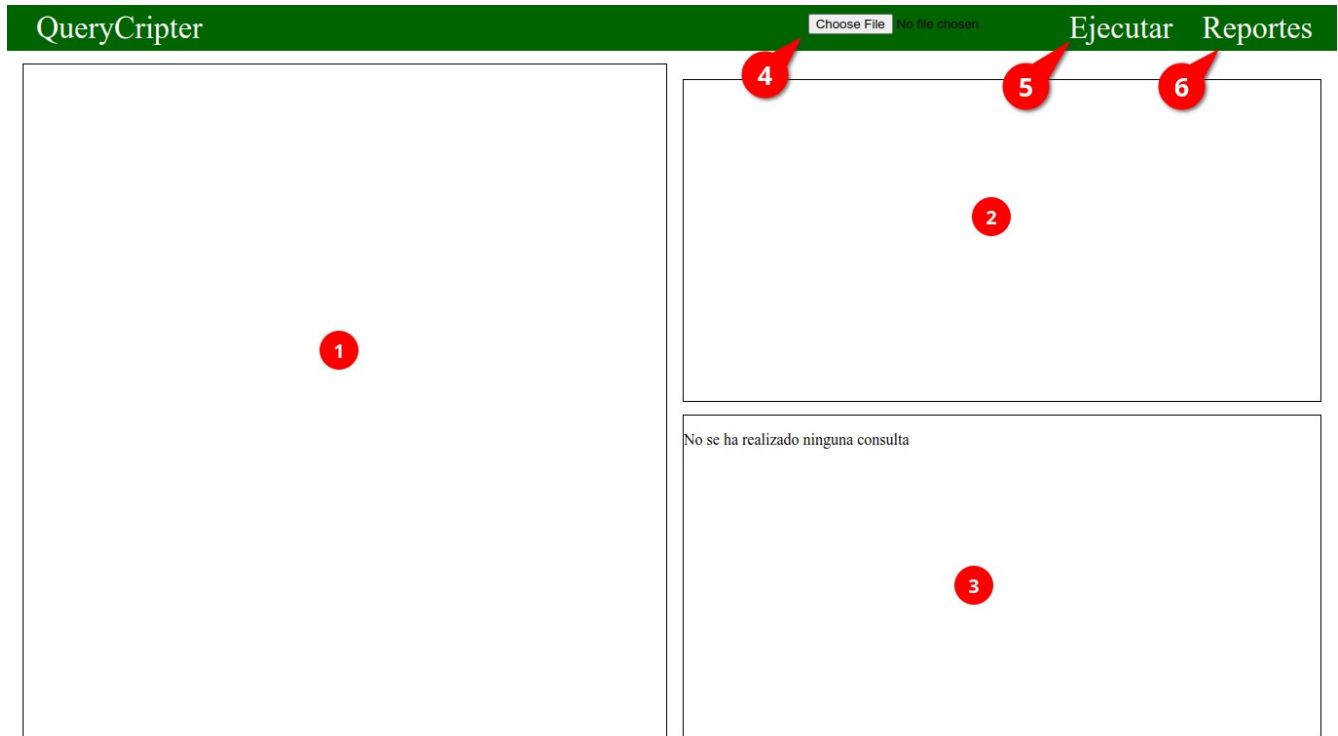 QueryCripter
Choose File No file chosen
Ejecutar
Reportes
4
5
6
2
1
No se ha realizado ninguna consulta
3